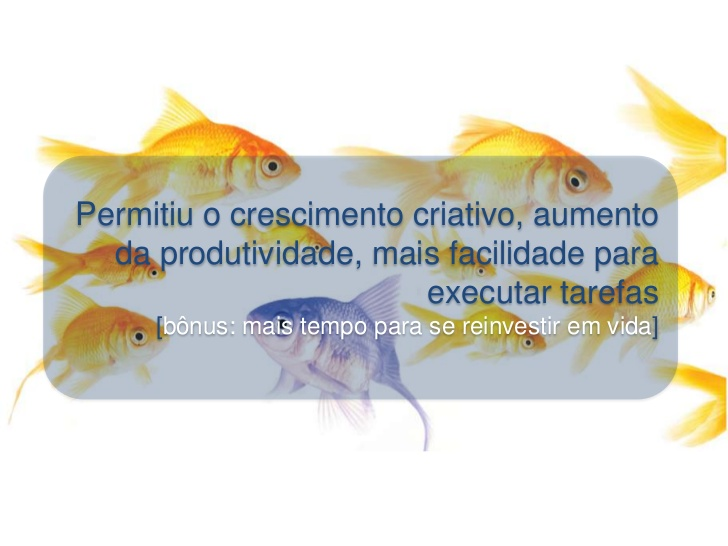 Permitiu o crescimento criativo, aumento
da produtividade, mais facilidade para
executar tarefas
[bônus: mais tempo para se reinvestir em vida]